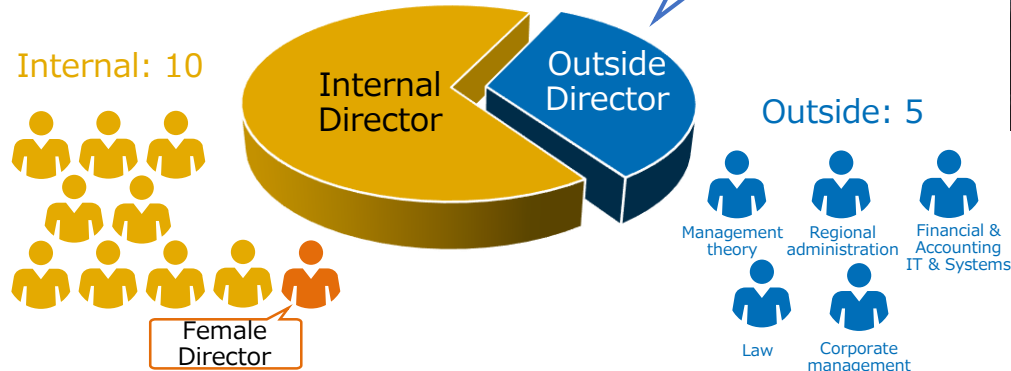 Internal: 10
Internal
Director
Outside
Director
Outside: 5
Management
theory
Regional
administration
Financial &
Accounting
IT & Systems
Law
Corporate
management
Female
Director